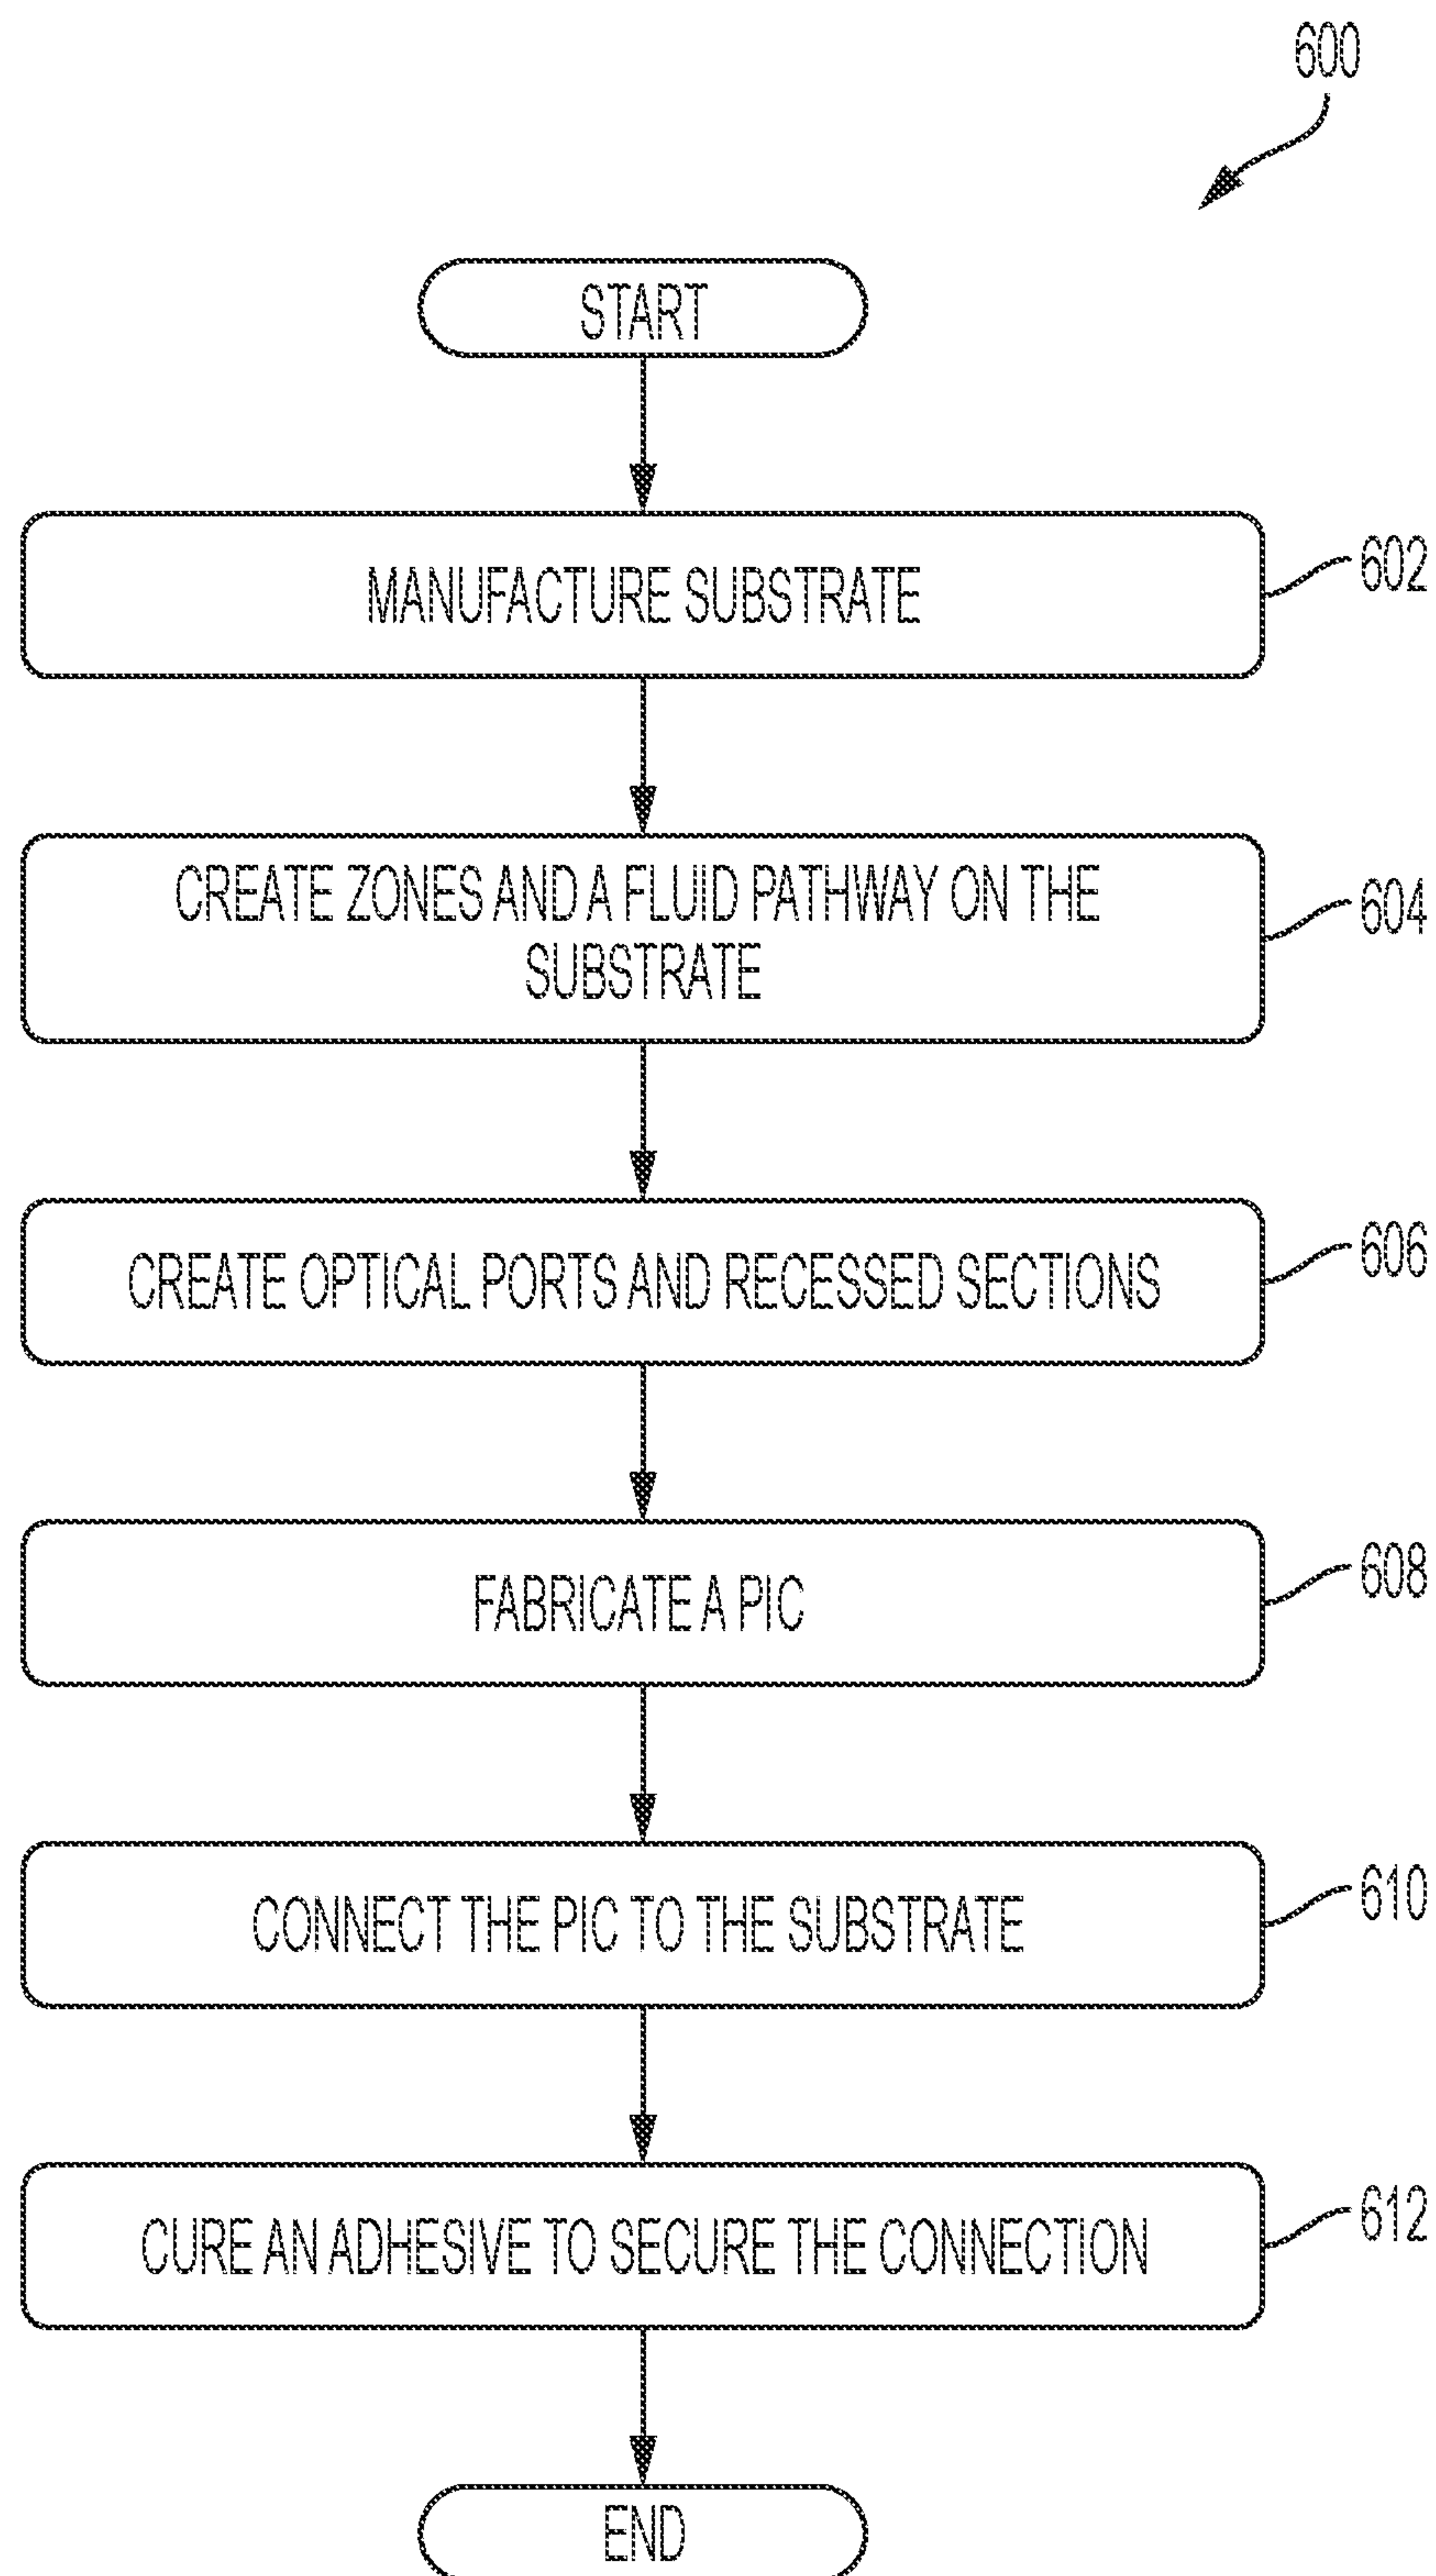 600
START
MANUFACTURE SUBSTRATE
602
CREATE ZONES AND A FLUID PATHWAY ON THE
SUBSTRATE
604
CREATE OPTICAL PORTS AND RECESSED SECTIONS
606
FABRICATE A PIC
608
CONNECT THE PIC TO THE SUBSTRATE
610
CURE AN ADHESIVE TO SECURE THE CONNECTION
612
END